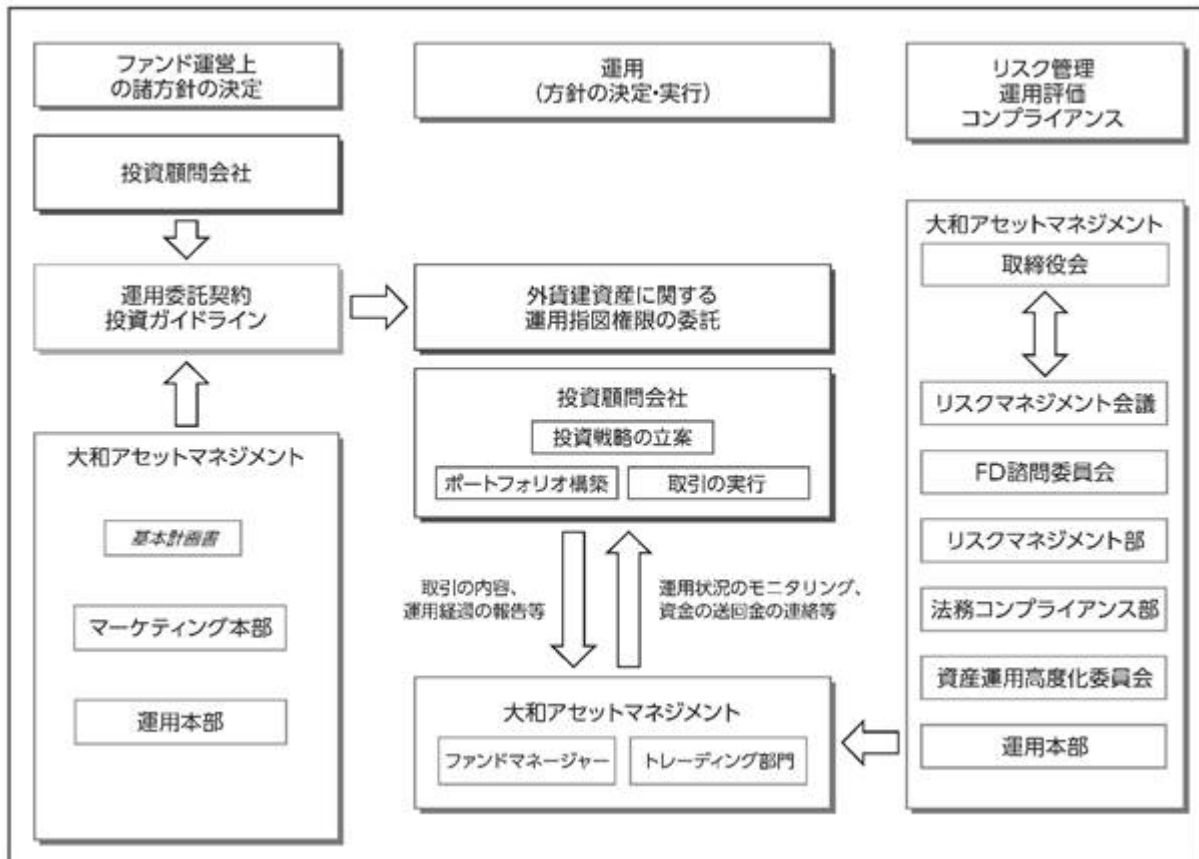 ファンド運営上
の諸方針の決定
投資顧問会社
運用委託契約
投資ガイドライン
大和アセットマネジメント
基本計画書
マーケティング本部
運用本部
運用
(方針の決定・実行)
外貨建資産に関する
運用指図権限の委託
投資顧問会社
投資戦略の立案
ポートフォリオ構築
取引の実行
取引の内容、
運用経過の報告等
運用状況のモニタリング、
資金の送回金の連絡等
大和アセットマネジメント
ファンドマネージャー
トレーディング部門
リスク管理
運用評価
コンプライアンス
大和アセットマネジメント
取締役会
リスクマネジメント会議
FD諮問委員会
リスクマネジメント部
法務コンプライアンス部
資産運用高度化委員会
運用本部